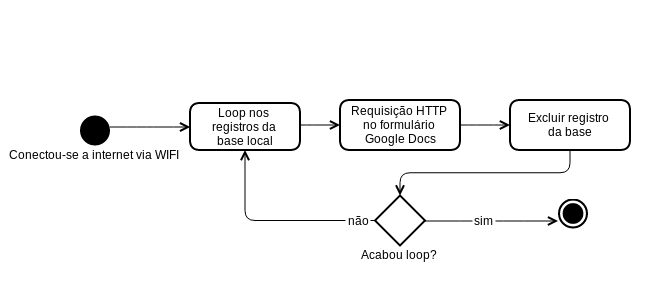 Conectou-se a internet via WIFI
Loop nos
registros da
base local
Requisição HTTP
no formulário
Google Docs
Excluir registro
da base
não
sim
Acabou loop?